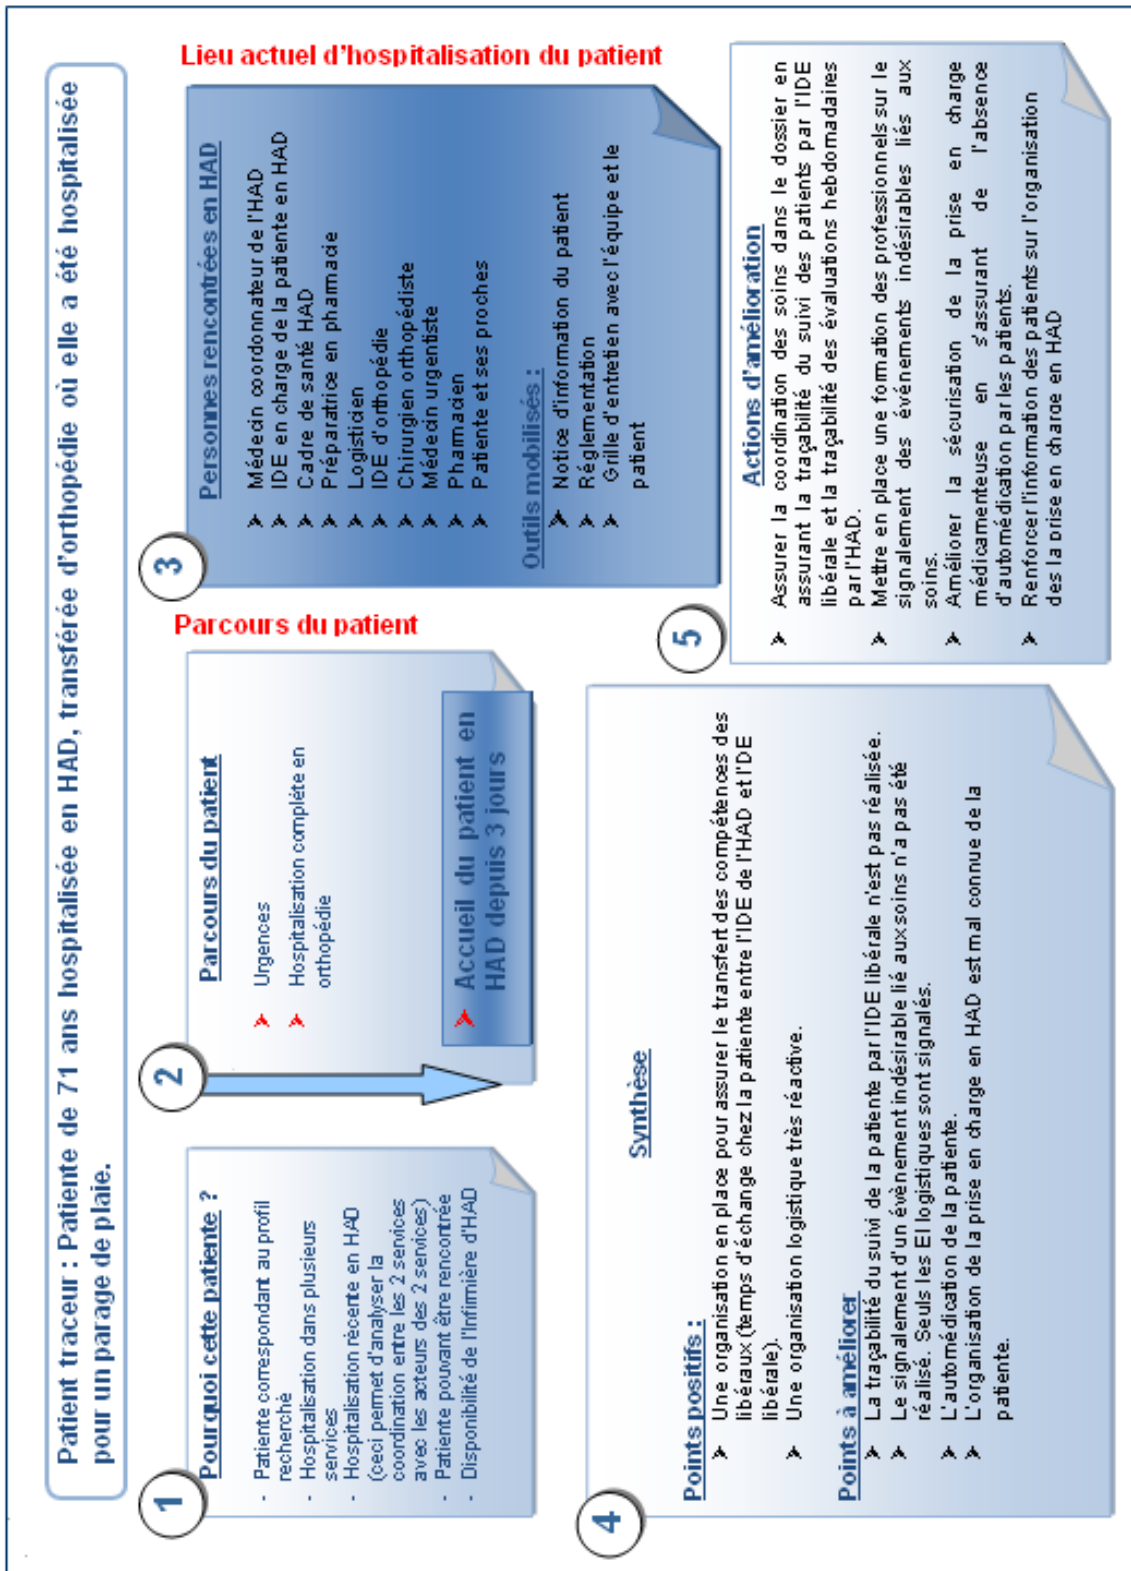 Patient traceur : Patiente de 71 ans hospitalisée en HAD, transférée d'orthopédie où elle a été hospitalisée
pour un parage de plaie.
1
Pourquoi cette patiente ?
- Patiente correspondant au profil
recherché
- Hospitalisation dans plusieurs
services
- Hospitalisation récente en HAD
(ceci permet d'analyser la
coordination entre les 2 services
avec les acteurs des 2 services)
- Patiente pouvant être rencontrée
- Disponibilité de l'Infirmière d'HAD
2
Parcours du patient
➢ Urgences
➢ Hospitalisation complète en
orthopédie
➢ Accueil du patient en
HAD depuis 3 jours
Parcours du patient
3
Personnes rencontrées en HAD
➢ Médecin coordonnateur de l'HAD
➢ IDE en charge de la patiente en HAD
➢ Cadre de santé HAD
➢ Préparatrice en pharmacie
➢ Logisticien
➢ IDE d'orthopédie
➢ Chirurgien orthopédiste
➢ Médecin urgentiste
➢ Pharmacien
➢ Patiente et ses proches
Outils mobilisés :
➢ Notice d'information du patient
➢ Réglementation
➢ Grille d'entretien avec l'équipe et le
patient
Lieu actuel d'hospitalisation du patient
4
Synthèse
Points positifs :
➢ Une organisation en place pour assurer le transfert des compétences des
libéraux (temps d'échange chez la patiente entre l'IDE de l'HAD et l'IDE
libérale).
➢ Une organisation logistique très réactive.
Points à améliorer
➢ La traçabilité du suivi de la patiente par l'IDE libérale n'est pas réalisée.
➢ Le signalement d'un évènement indésirable lié aux soins n'a pas été
réalisé. Seuls les EI logistiques sont signalés.
➢ L'automédication de la patiente.
➢ L'organisation de la prise en charge en HAD est mal connue de la
patiente.
5
Actions d'amélioration
➢ Assurer la coordination des soins dans le dossier en
assurant la traçabilité du suivi des patients par l'IDE
libérale et la traçabilité des évaluations hebdomadaires
par l'HAD.
➢ Mettre en place une formation des professionnels sur le
signalement des événements indésirables liés aux
soins.
➢ Améliorer la sécurisation de la prise en charge
médicamenteuse en s'assurant de l'absence
d'automédication par les patients.
➢ Renforcer l'information des patients sur l'organisation
des la prise en charge en HAD